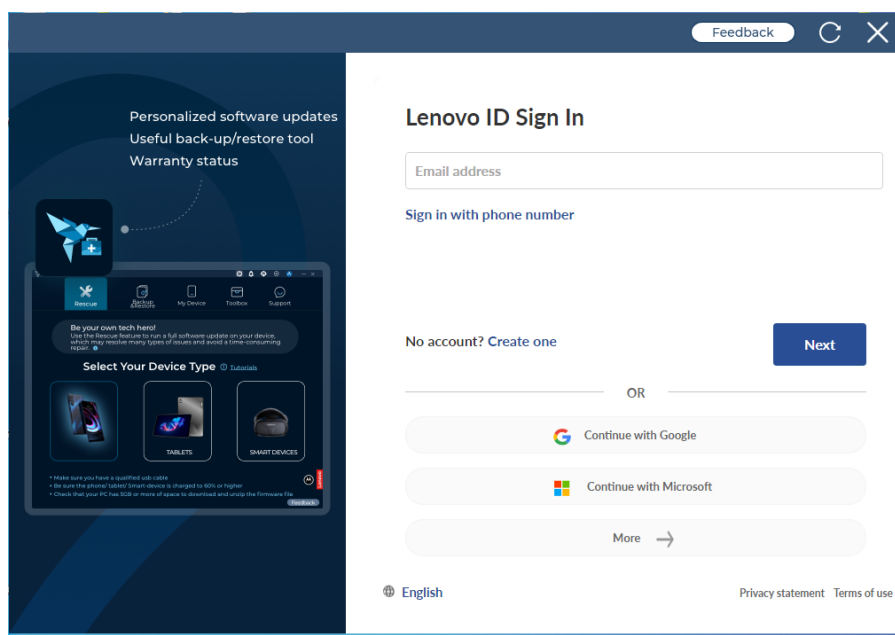 Feedback
Personalized software updates
Useful back-up/restore tool
Warranty status
Rescue
Backup
&Restore
My Device
Toolbox
Support
Be your own tech hero!
Use the Rescue feature to run a full software update on your device,
which may resolve many types of issues and avoid a time-consuming
repair.
Select Your Device Type
Tutorials
TABLETS
SMART DEVICES
• Make sure you have a qualified usb cable
• Be sure the phone/ tablet/ Smart device is charged to 60% or higher
• Check that your PC has 5GB or more of space to download and unzip the firmware file
Lenovo
Feedback
Lenovo ID Sign In
Email address
Sign in with phone number
No account? Create one
Next
OR
Continue with Google
Continue with Microsoft
More
English
Privacy statement Terms of use